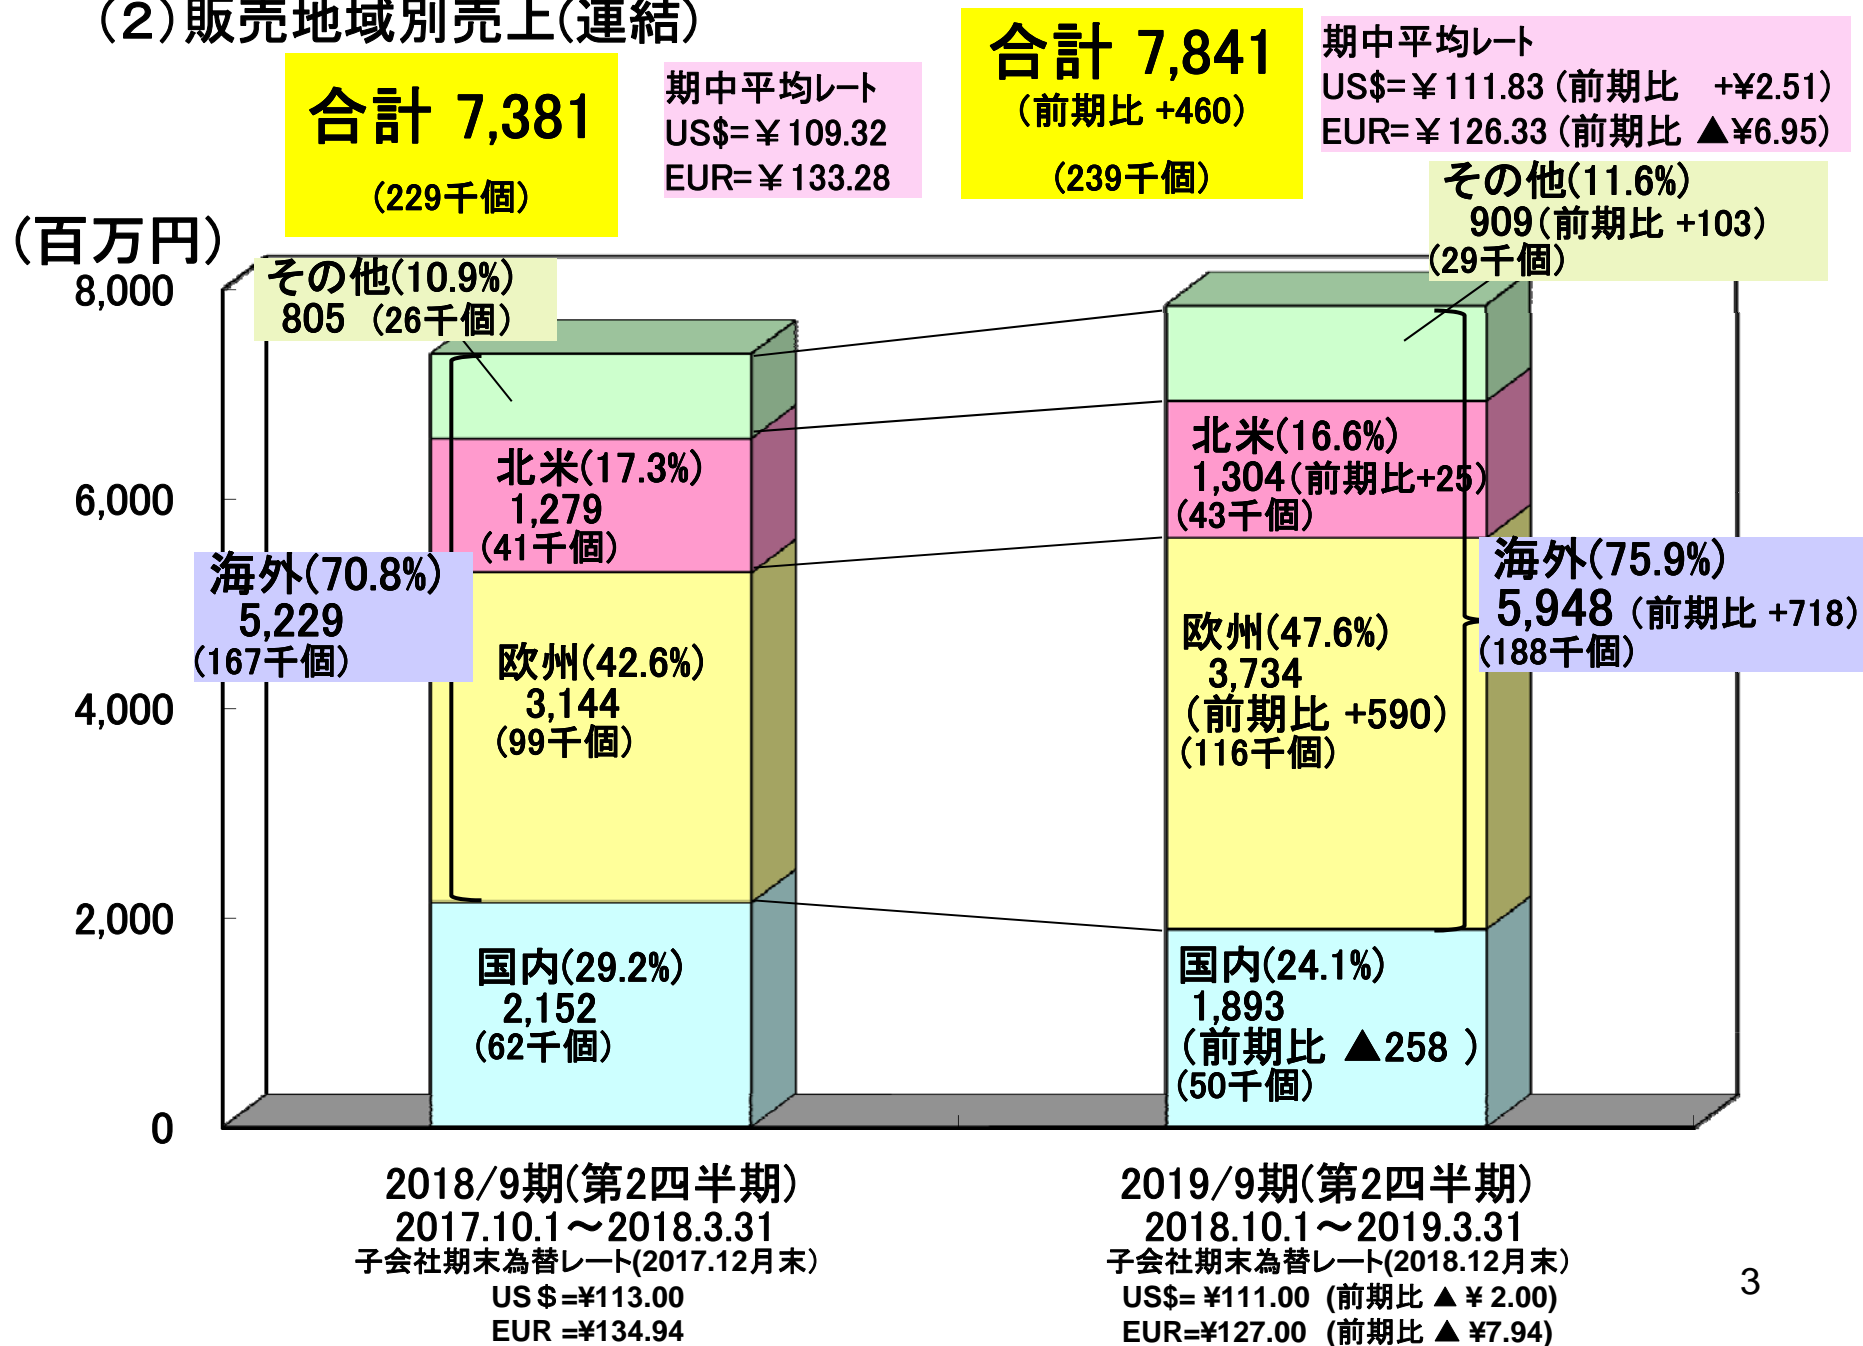 (２)販売地域別売上(連結)
合計 7,381
(229千個)
期中平均レート
US$=￥109.32
EUR=￥133.28
合計 7,841
(前期比 +460)
(239千個)
期中平均レート
US$=￥111.83 (前期比 +¥2.51)
EUR=￥126.33 (前期比 ▲¥6.95)
(百万円)
8,000
6,000
4,000
2,000
0
その他(10.9%)
805 (26千個)
北米(17.3%)
1,279
(41千個)
海外(70.8%)
5,229
(167千個)
欧州(42.6%)
3,144
(99千個)
国内(29.2%)
2,152
(62千個)
その他(11.6%)
909(前期比 +103)
(29千個)
北米(16.6%)
1,304(前期比+25)
(43千個)
海外(75.9%)
5,948 (前期比 +718)
(188千個)
欧州(47.6%)
3,734
(前期比 +590)
(116千個)
国内(24.1%)
1,893
(前期比 ▲258 )
(50千個)
2018/9期(第2四半期)
2017.10.1～2018.3.31
子会社期末為替レート(2017.12月末)
US＄=¥113.00
EUR =¥134.94
2019/9期(第2四半期)
2018.10.1～2019.3.31
子会社期末為替レート(2018.12月末)
US$= ¥111.00 (前期比 ▲ ¥ 2.00)
EUR=¥127.00 (前期比 ▲ ¥7.94)
3